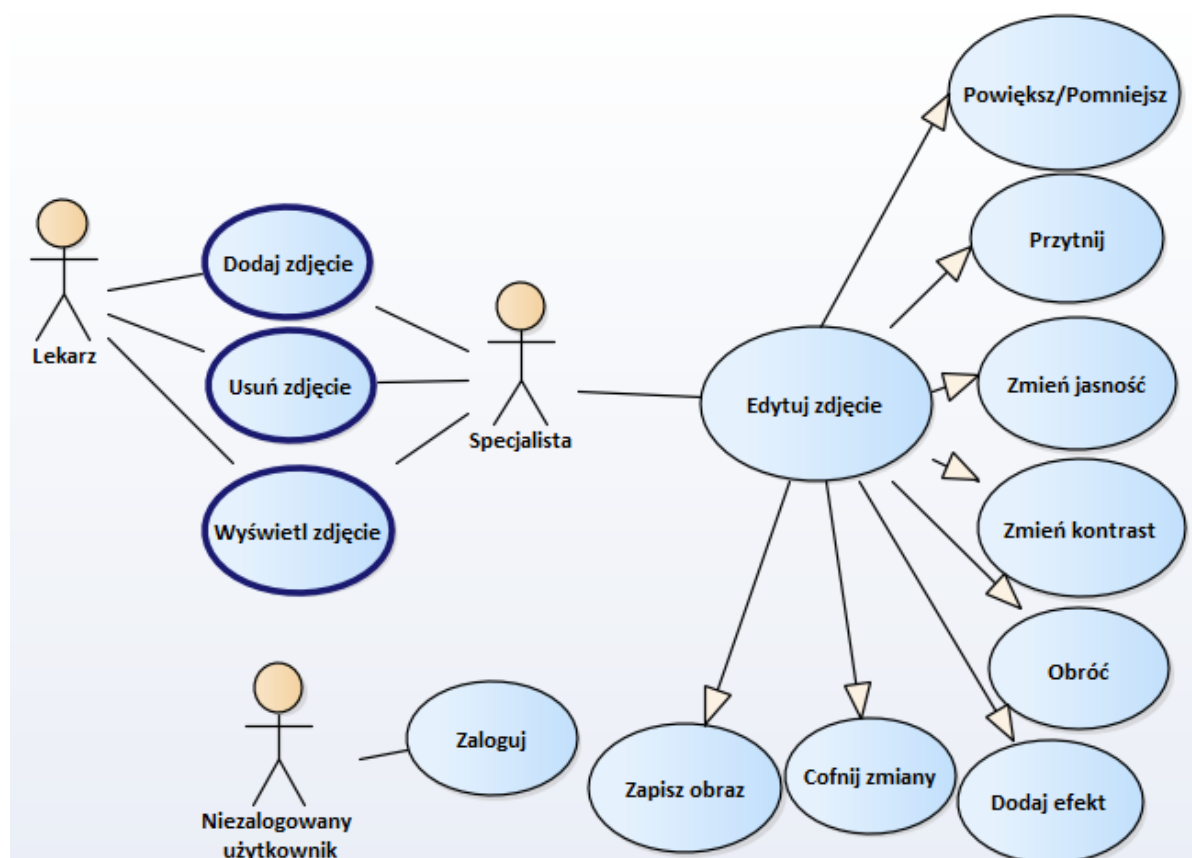 Powiększ/Pomniejsz
Przytnij
Dodaj zdjęcie
Lekarz
Usuń zdjęcie
Zmień jasność
Edytuj zdjęcie
Specjalista
Wyświetl zdjęcie
Zmień kontrast
Obróć
Zaloguj
Zapisz obraz
Cofnij zmiany
Dodaj efekt
Niezalogowany
użytkownik